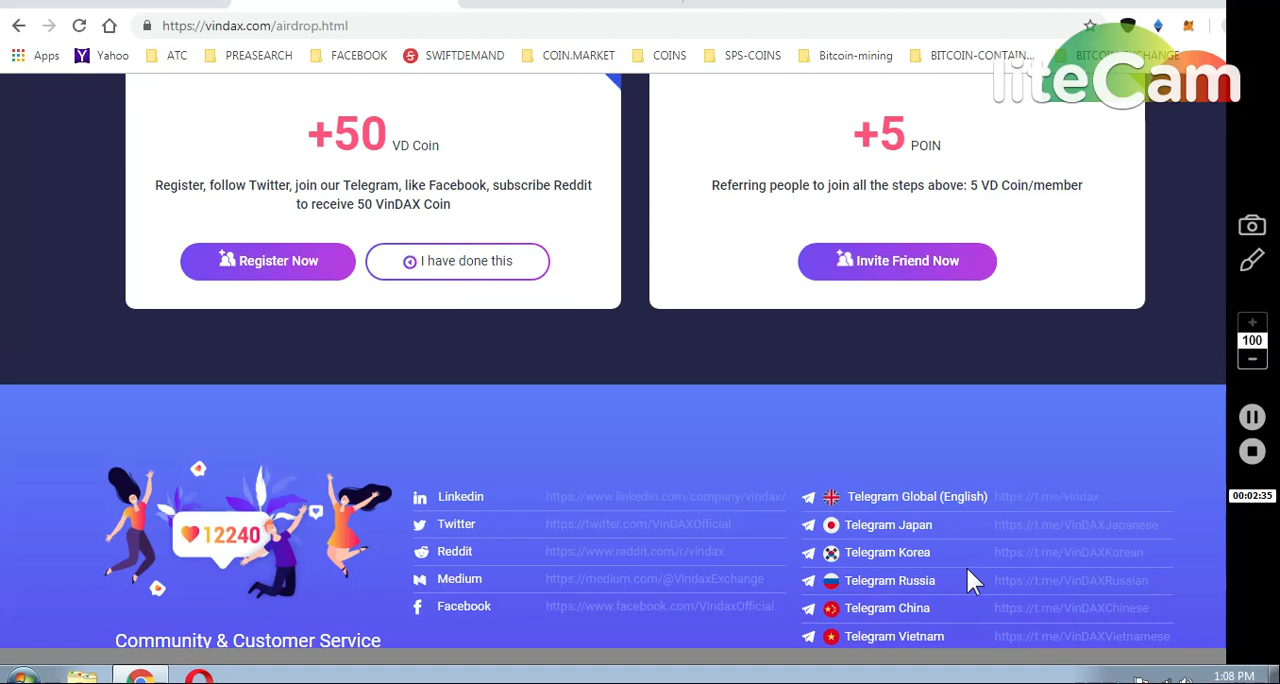 https://vindax.com/airdrop.html
Apps Yahoo ATC PREASEARCH FACEBOOK SWIFTDEMAND COIN.MARKET COINS SPS-COINS Bitcoin-mining BITCOIN-CONTAIN... BITCOIN-EXCHANGE
liteCam
+50 VD Coin
Register, follow Twitter, join our Telegram, like Facebook, subscribe Reddit
to receive 50 VinDAX Coin
Register Now
I have done this
+5 POIN
Referring people to join all the steps above: 5 VD Coin/member
Invite Friend Now
100
00:02:35
12240
Community & Customer Service
Linkedin https://www.linkedin.com/company/vindax/
Twitter https://twitter.com/VinDAXOfficial
Reddit https://www.reddit.com/r/vindax
Medium https://medium.com/@VindaxExchange
Facebook https://www.facebook.com/VindaxOfficial
Telegram Global (English) https://t.me/vindax
Telegram Japan https://t.me/VinDAXJapanese
Telegram Korea https://t.me/VinDAXKorean
Telegram Russia https://t.me/VinDAXRussian
Telegram China https://t.me/VinDAXChinese
Telegram Vietnam https://t.me/VinDAXVietnamese
1:08 PM